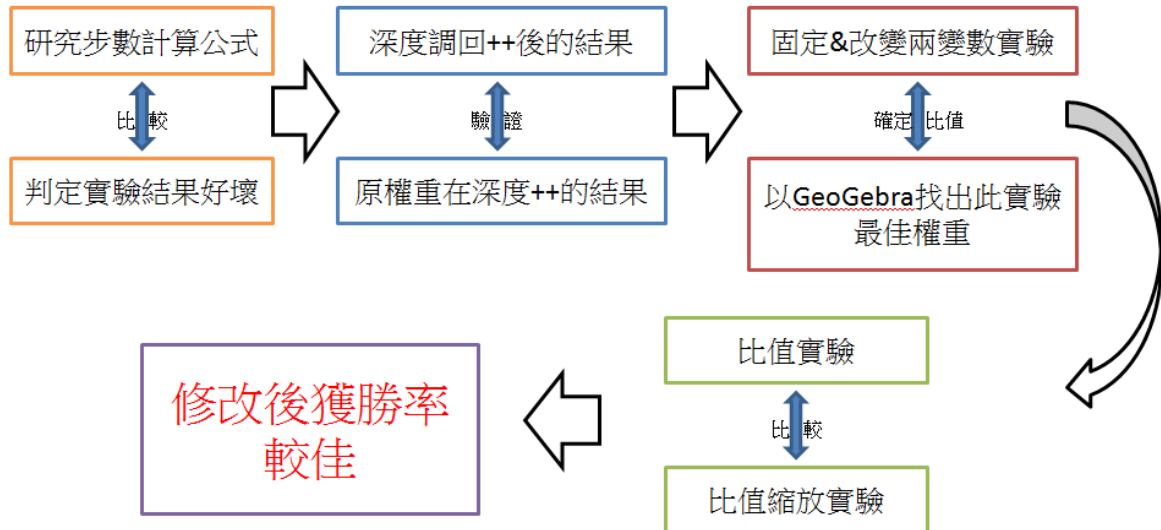 研究步數計算公式
比較
判定實驗結果好壞
深度調回++後的結果
驗證
原權重在深度++的結果
固定&改變兩變數實驗
確定比值
以GeoGebra找出此實驗
最佳權重
比值實驗
比較
比值縮放實驗
修改後獲勝率
較佳